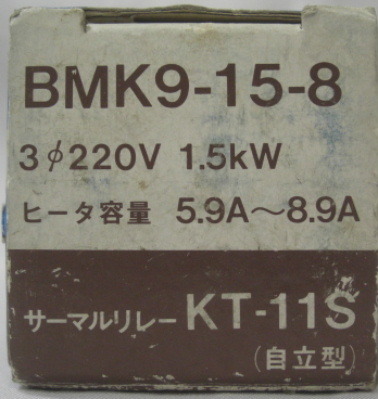 BMK9-15-8
3φ220V 1.5kW
ヒータ容量 5.9A〜8.9A
サーマルリレー KT-11S
(自立型)